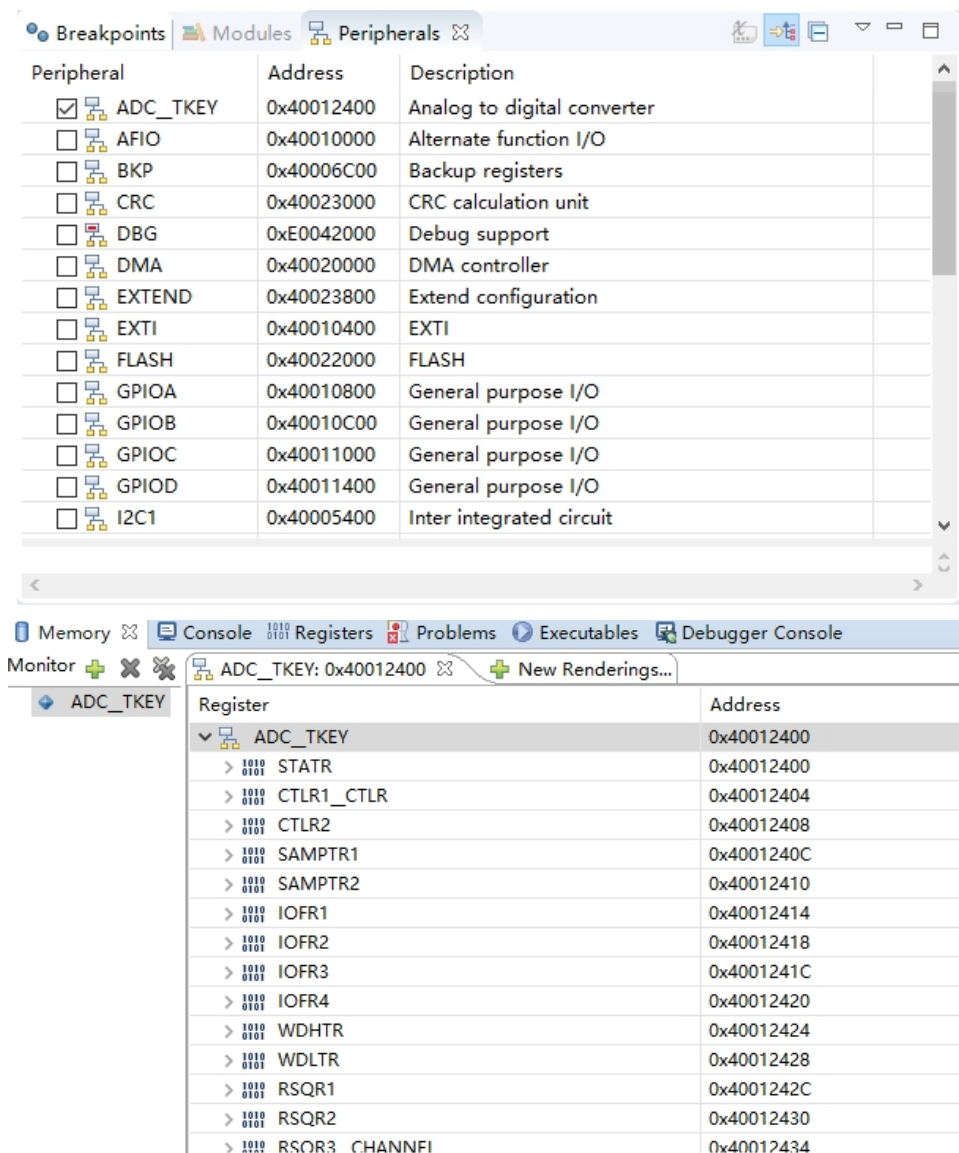 Breakpoints Modules Peripherals
Peripheral Address Description
ADC_TKEY 0x40012400 Analog to digital converter
AFIO 0x40010000 Alternate function I/O
BKP 0x40006C00 Backup registers
CRC 0x40023000 CRC calculation unit
DBG 0xE0042000 Debug support
DMA 0x40020000 DMA controller
EXTEND 0x40023800 Extend configuration
EXTI 0x40010400 EXTI
FLASH 0x40022000 FLASH
GPIOA 0x40010800 General purpose I/O
GPIOB 0x40010C00 General purpose I/O
GPIOC 0x40011000 General purpose I/O
GPIOD 0x40011400 General purpose I/O
I2C1 0x40005400 Inter integrated circuit
Memory Console Registers Problems Executables Debugger Console
Monitor ADC_TKEY: 0x40012400 New Renderings...
ADC_TKEY Register Address
ADC_TKEY 0x40012400
STATR 0x40012400
CTLR1_CTLR 0x40012404
CTLR2 0x40012408
SAMPTR1 0x4001240C
SAMPTR2 0x40012410
IOFR1 0x40012414
IOFR2 0x40012418
IOFR3 0x4001241C
IOFR4 0x40012420
WDHTR 0x40012424
WDLTR 0x40012428
RSQR1 0x4001242C
RSQR2 0x40012430
RSQR3_CHANNEL 0x40012434